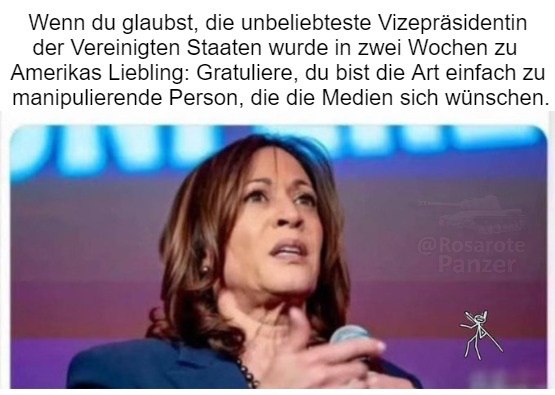 Wenn du glaubst, die unbeliebteste Vizepräsidentin
der Vereinigten Staaten wurde in zwei Wochen zu
Amerikas Liebling: Gratuliere, du bist die Art einfach zu
manipulierende Person, die die Medien sich wünschen.
@Rosarote
Panzer